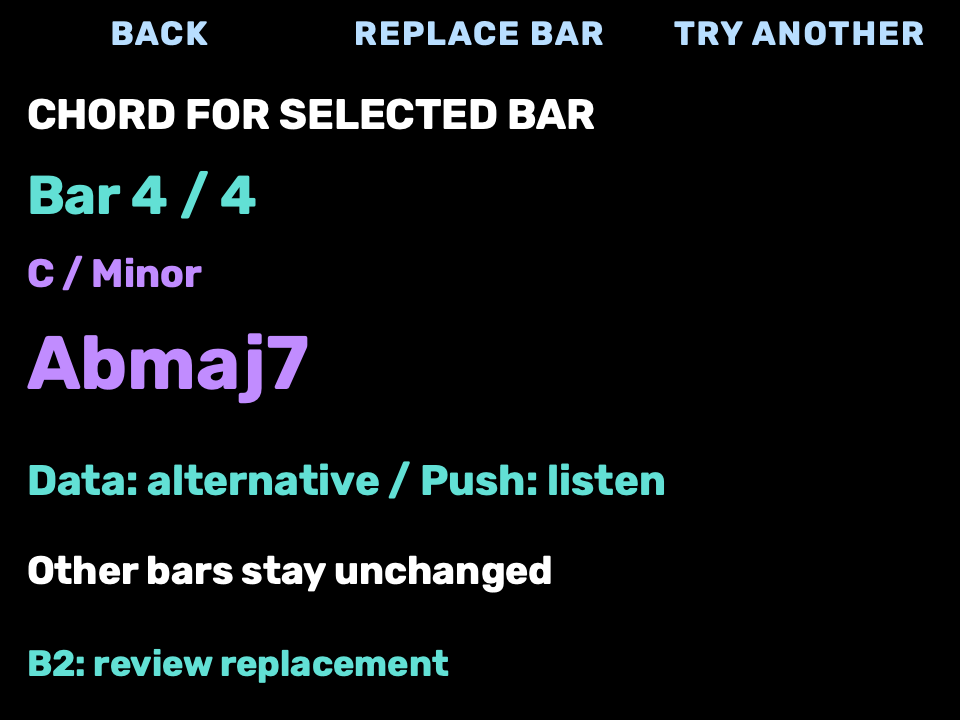 BACK REPLACE BAR TRY ANOTHER
CHORD FOR SELECTED BAR
Bar 4 / 4
C / Minor
Abmaj7
Data: alternative / Push: listen
Other bars stay unchanged
B2: review replacement